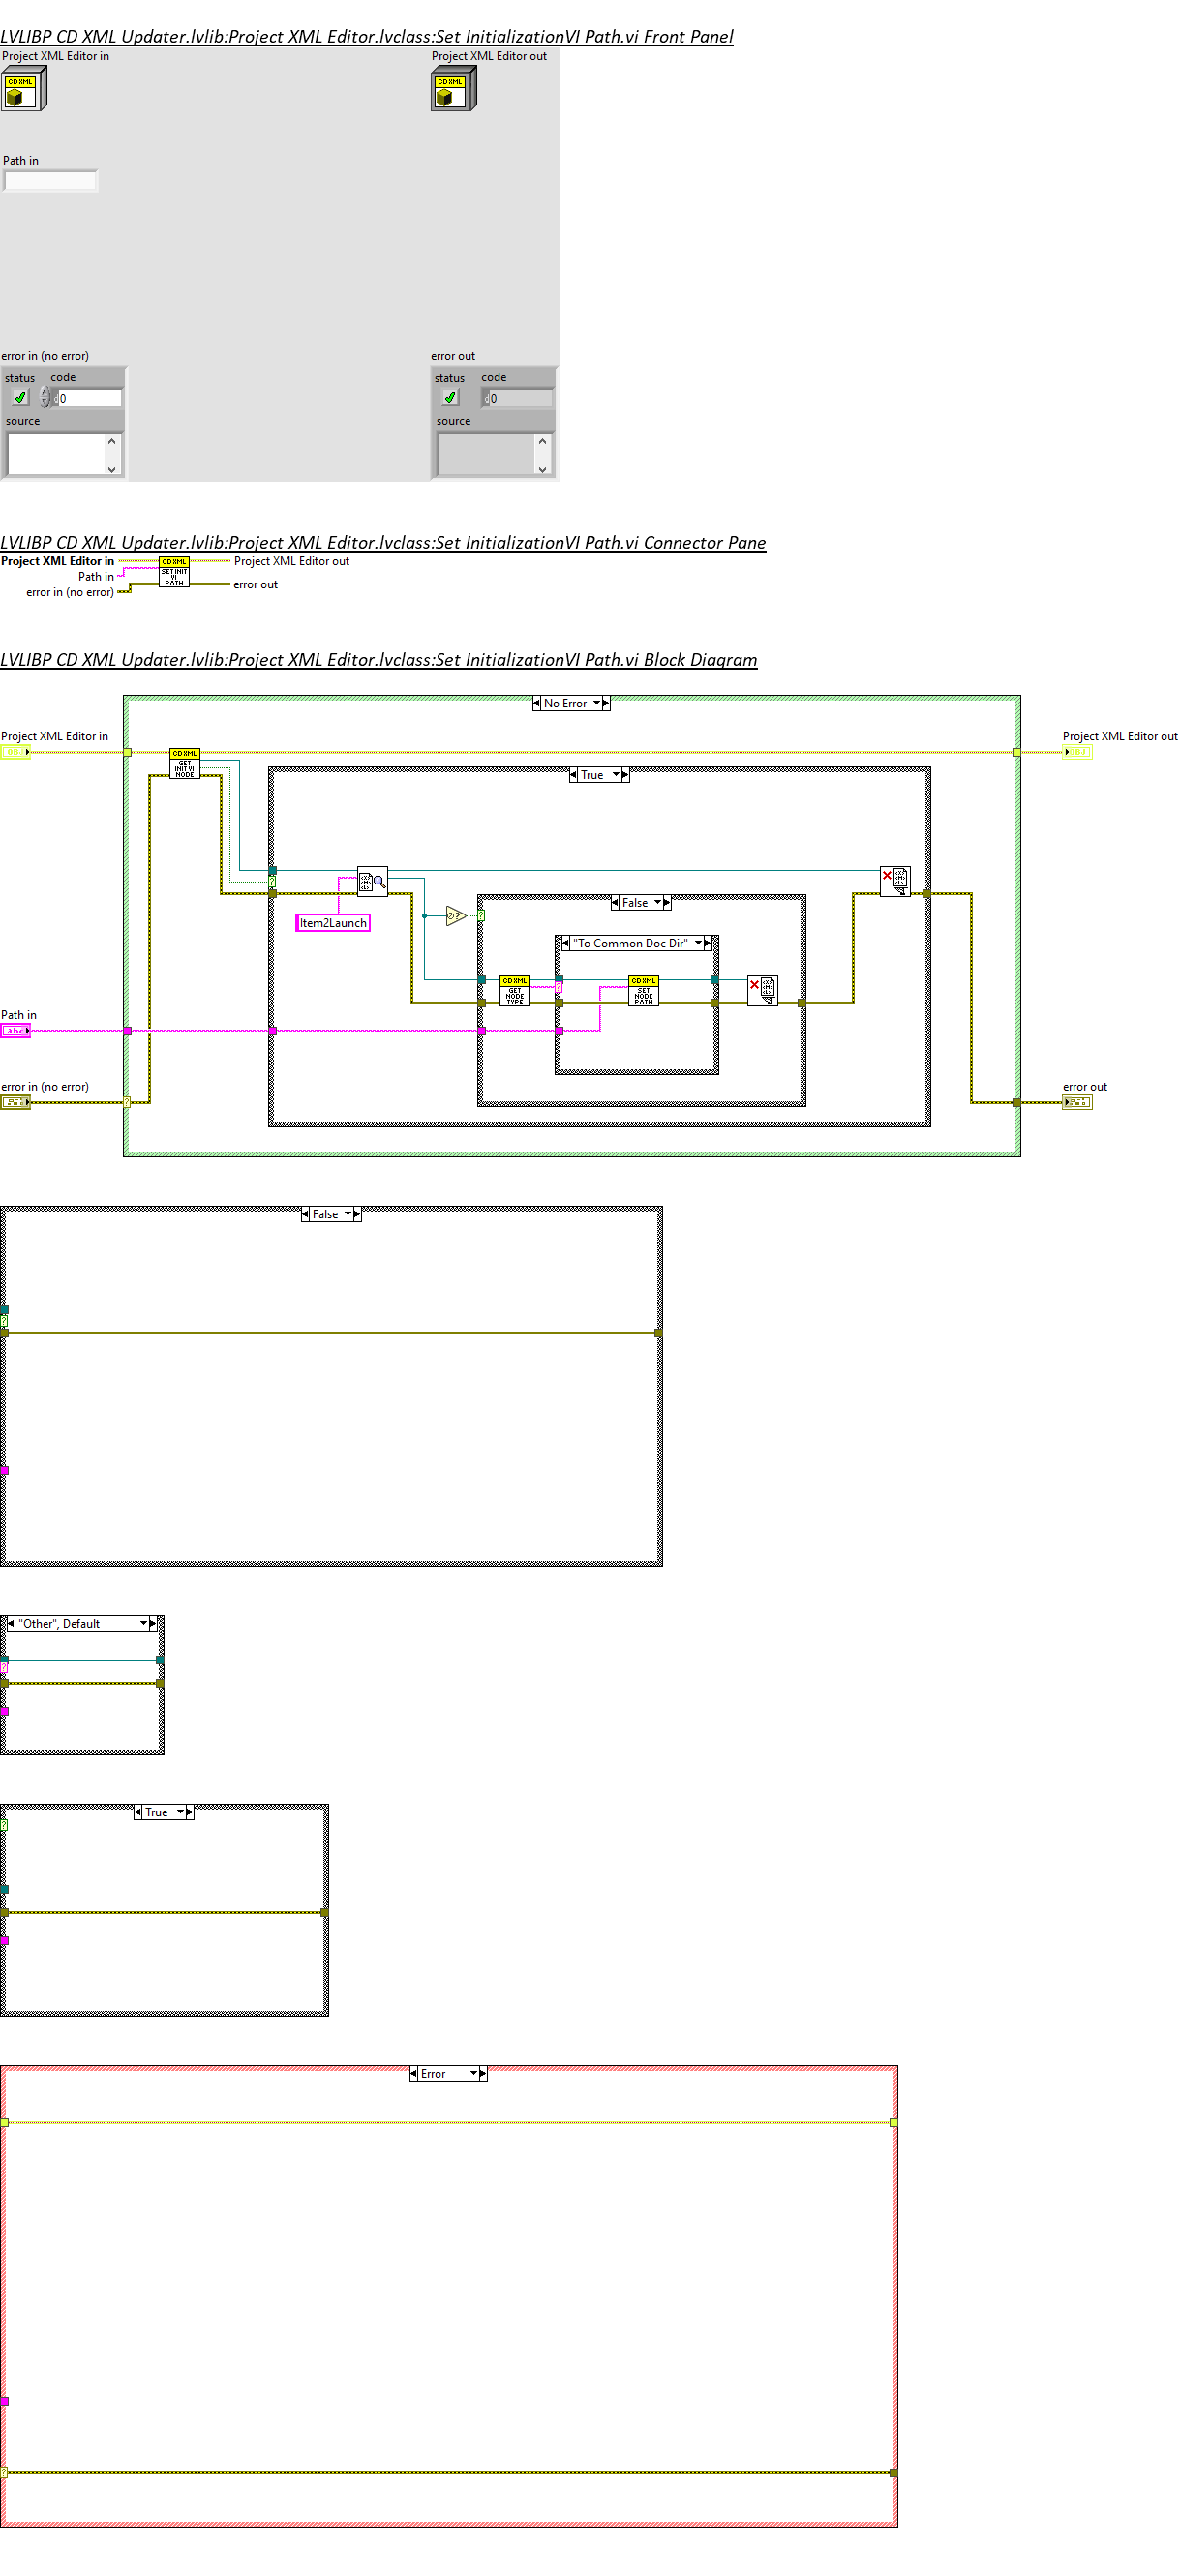 LVLIBP CD XML Updater.lvlib:Project XML Editor.lvclass:Set InitializationVI Path.vi Front Panel
Project XML Editor in
Project XML Editor out
CD XML
CD XML
Path in
error in (no error)
error out
status code
status code
d 0
d 0
source
source
LVLIBP CD XML Updater.lvlib:Project XML Editor.lvclass:Set InitializationVI Path.vi Connector Pane
Project XML Editor in
CD XML
Project XML Editor out
Path in
SET INIT
VI
PATH
error in (no error)
error out
LVLIBP CD XML Updater.lvlib:Project XML Editor.lvclass:Set InitializationVI Path.vi Block Diagram
No Error
Project XML Editor in
Project XML Editor out
CD XML
GET
INIT VI
NODE
True
Item2Launch
False
"To Common Doc Dir"
CD XML
GET
NODE
TYPE
CD XML
SET
NODE
PATH
Path in
abc
error in (no error)
error out
False
"Other", Default
True
Error